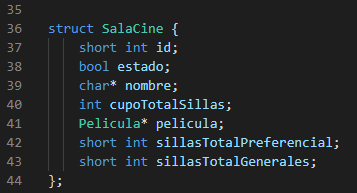 35
36 struct SalaCine {
37 short int id;
38 bool estado;
39 char* nombre;
40 int cupoTotalSillas;
41 Pelicula* pelicula;
42 short int sillasTotalPreferencial;
43 short int sillasTotalGenerales;
44 };